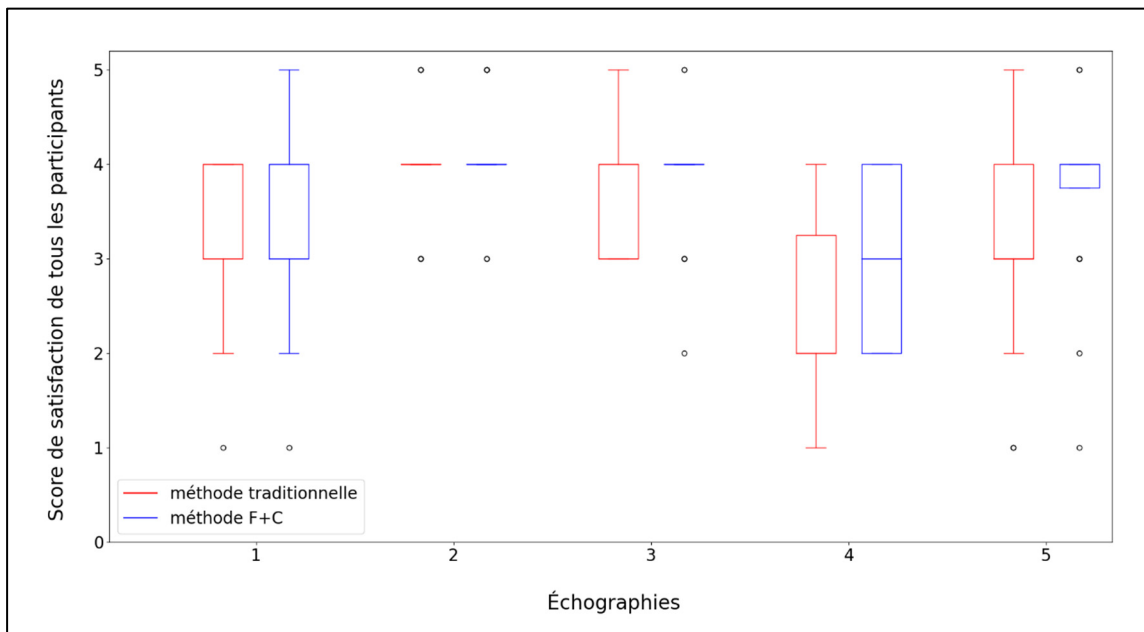 Score de satisfaction de tous les participants
5
4
3
2
1
0
méthode traditionnelle
méthode F+C
1 2 3 4 5
Échographies